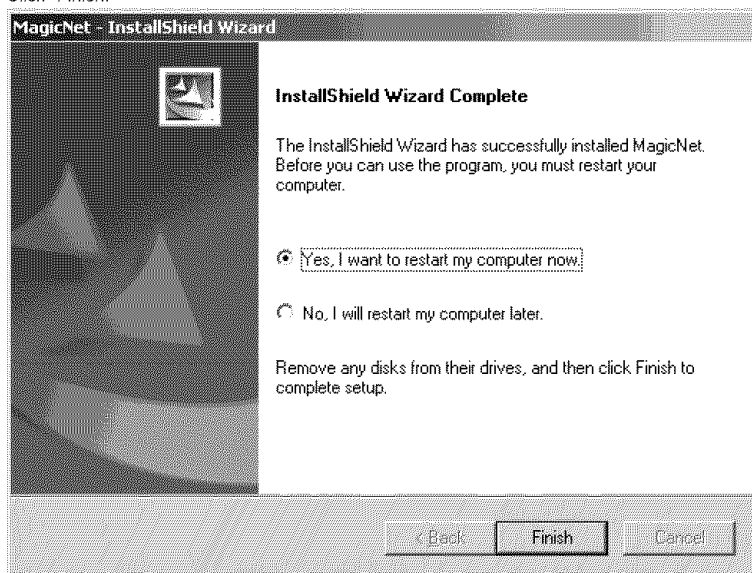 MagicNet - InstallShield Wizard
InstallShield Wizard Complete
The InstallShield Wizard has successfully installed MagicNet.
Before you can use the program, you must restart your
computer.
Yes, I want to restart my computer now.
No, I will restart my computer later.
Remove any disks from their drives, and then click Finish to
complete setup.
< Back
Finish
Cancel